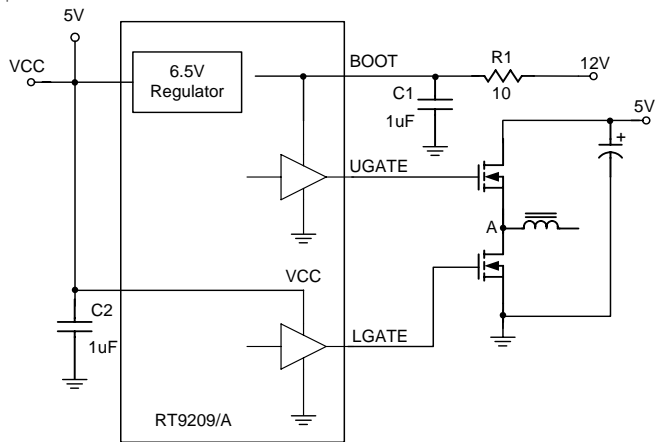 5V
VCC
6.5V
Regulator
BOOT
R1
10
12V
C1
1uF
5V
+
UGATE
A
VCC
C2
1uF
LGATE
RT9209/A